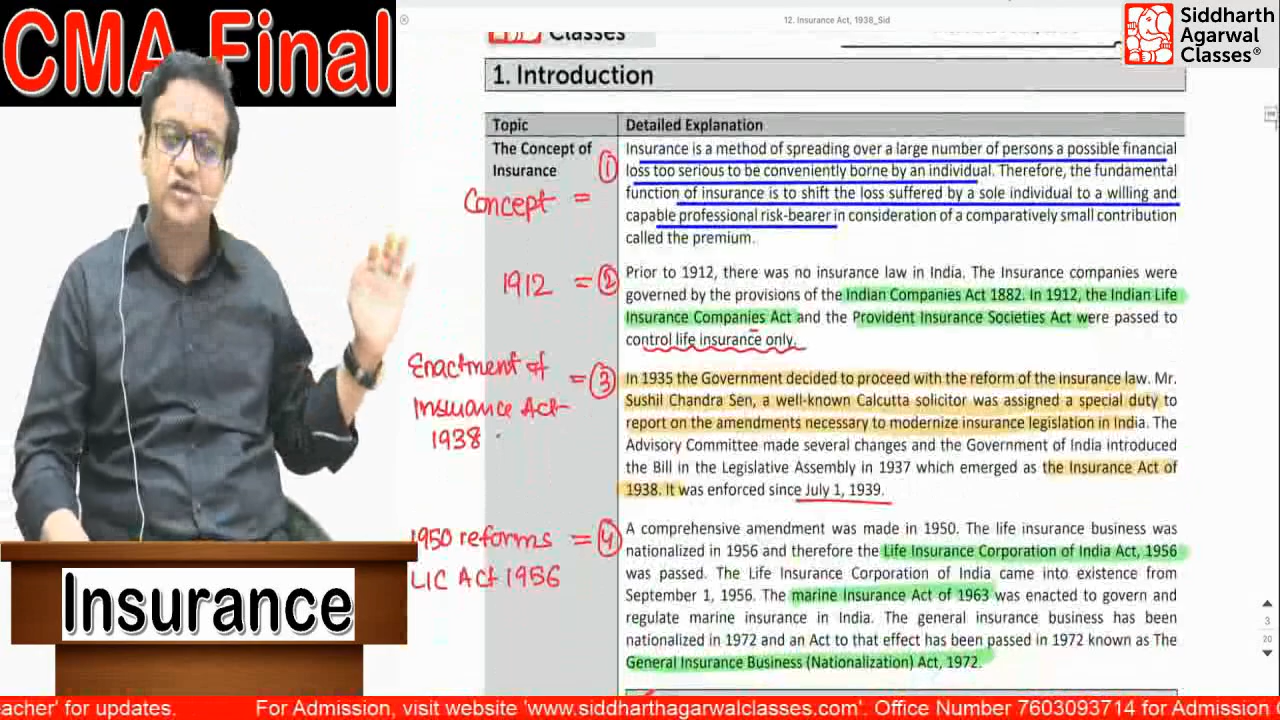 CMA Final
12. Insurance Act, 1938_Sid
Siddharth
Agarwal
Classes®
Classes
1. Introduction
Topic
Detailed Explanation
The Concept of
Insurance
①
Concept =
Insurance is a method of spreading over a large number of persons a possible financial
loss too serious to be conveniently borne by an individual. Therefore, the fundamental
function of insurance is to shift the loss suffered by a sole individual to a willing and
capable professional risk-bearer in consideration of a comparatively small contribution
called the premium.
1912 = ②
Prior to 1912, there was no insurance law in India. The Insurance companies were
governed by the provisions of the Indian Companies Act 1882. In 1912, the Indian Life
Insurance Companies Act and the Provident Insurance Societies Act were passed to
control life insurance only.
Enactment of
= ③
Insurance Act
1938
In 1935 the Government decided to proceed with the reform of the insurance law. Mr.
Sushil Chandra Sen, a well-known Calcutta solicitor was assigned a special duty to
report on the amendments necessary to modernize insurance legislation in India. The
Advisory Committee made several changes and the Government of India introduced
the Bill in the Legislative Assembly in 1937 which emerged as the Insurance Act of
1938. It was enforced since July 1, 1939.
1950 reforms = ④
LIC Act 1956
A comprehensive amendment was made in 1950. The life insurance business was
nationalized in 1956 and therefore the Life Insurance Corporation of India Act, 1956
was passed. The Life Insurance Corporation of India came into existence from
September 1, 1956. The marine Insurance Act of 1963 was enacted to govern and
regulate marine insurance in India. The general insurance business has been
nationalized in 1972 and an Act to that effect has been passed in 1972 known as The
General Insurance Business (Nationalization) Act, 1972.
3
20
Insurance
eacher' for updates. For Admission, visit website 'www.siddharthagarwalclasses.com'. Office Number 7603093714 for Admission